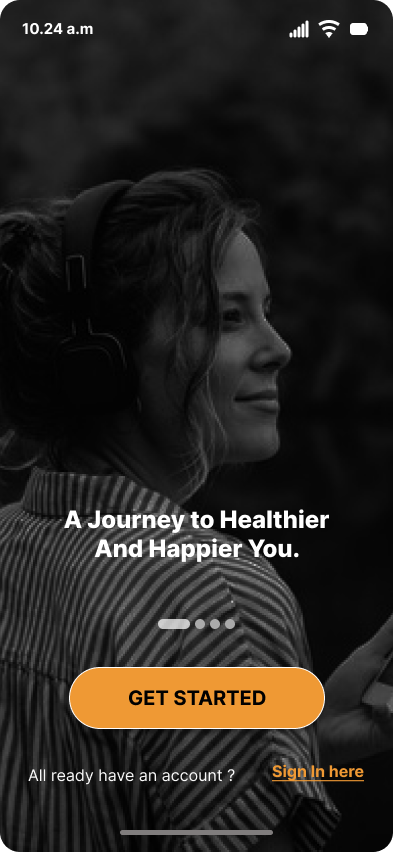 10.24 a.m
A Journey to Healthier
And Happier You.
GET STARTED
All ready have an account ?
Sign In here